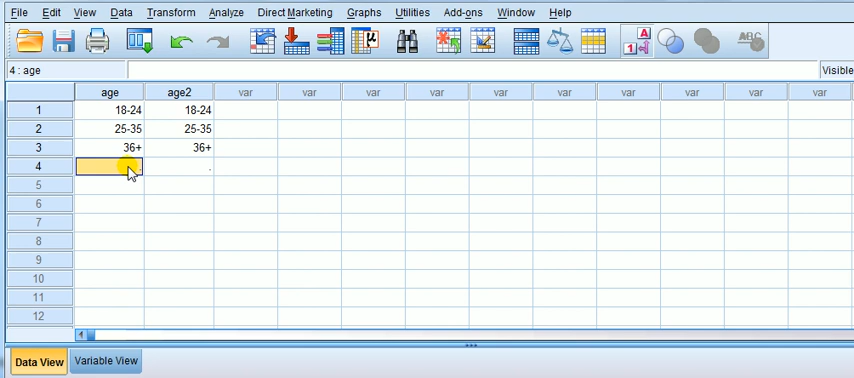 File Edit View Data Transform Analyze Direct Marketing Graphs Utilities Add-ons Window Help
1 A ABC
4 : age Visible
age age2 var var var var var var var var var var
1 18-24 18-24
2 25-35 25-35
3 36+ 36+
4 . .
5
6
7
8
9
10
11
12
Data View Variable View